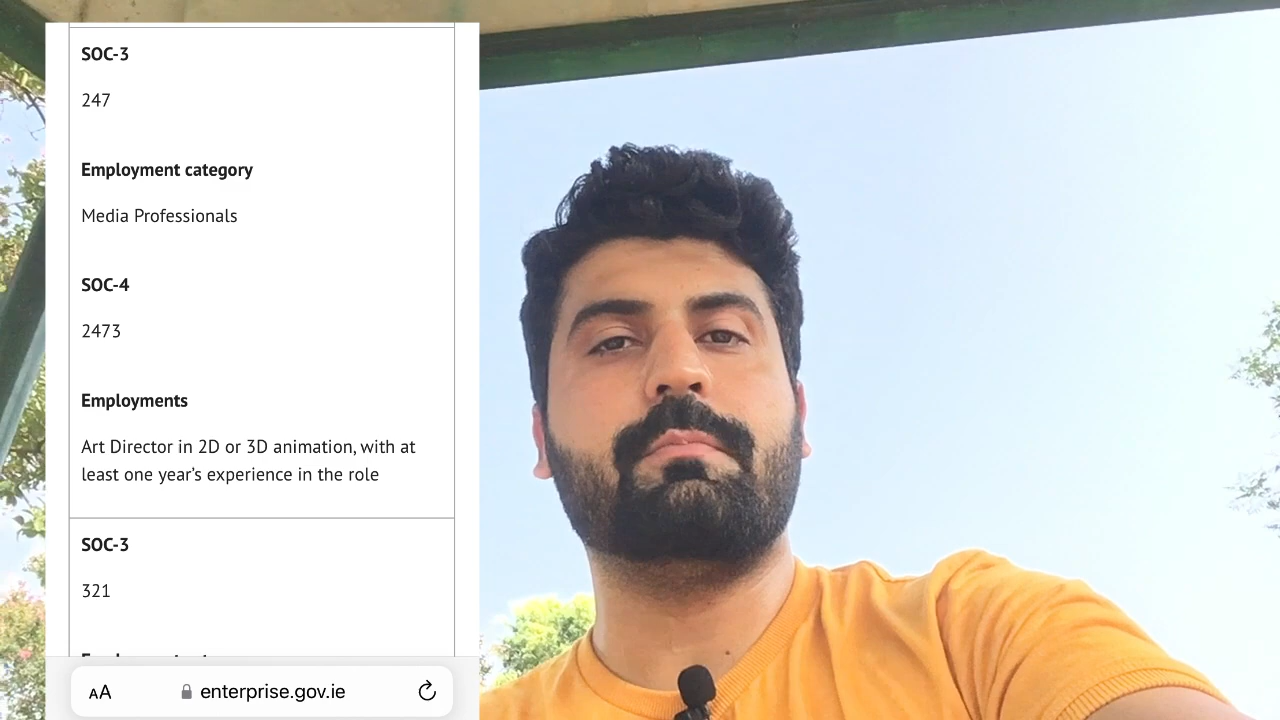 SOC-3
247
Employment category
Media Professionals
SOC-4
2473
Employments
Art Director in 2D or 3D animation, with at
least one year’s experience in the role
SOC-3
321
AA enterprise.gov.ie